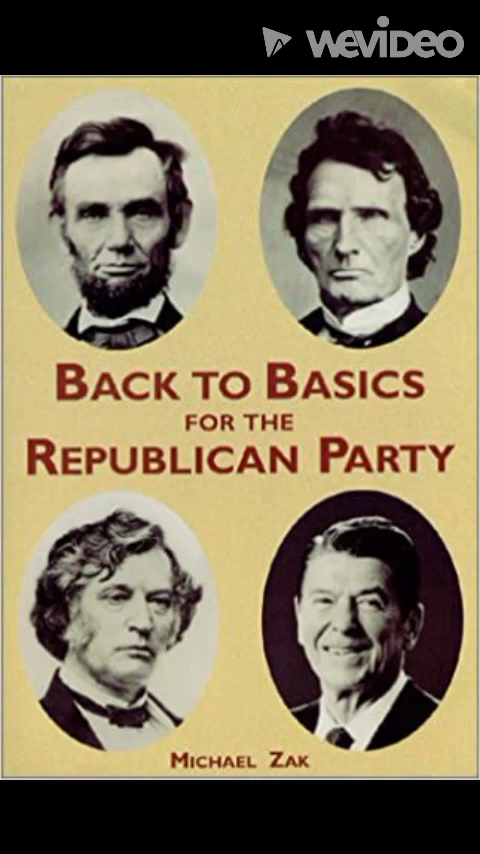 WEVIDEO
BACK TO BASICS
FOR THE
REPUBLICAN PARTY
MICHAEL ZAK